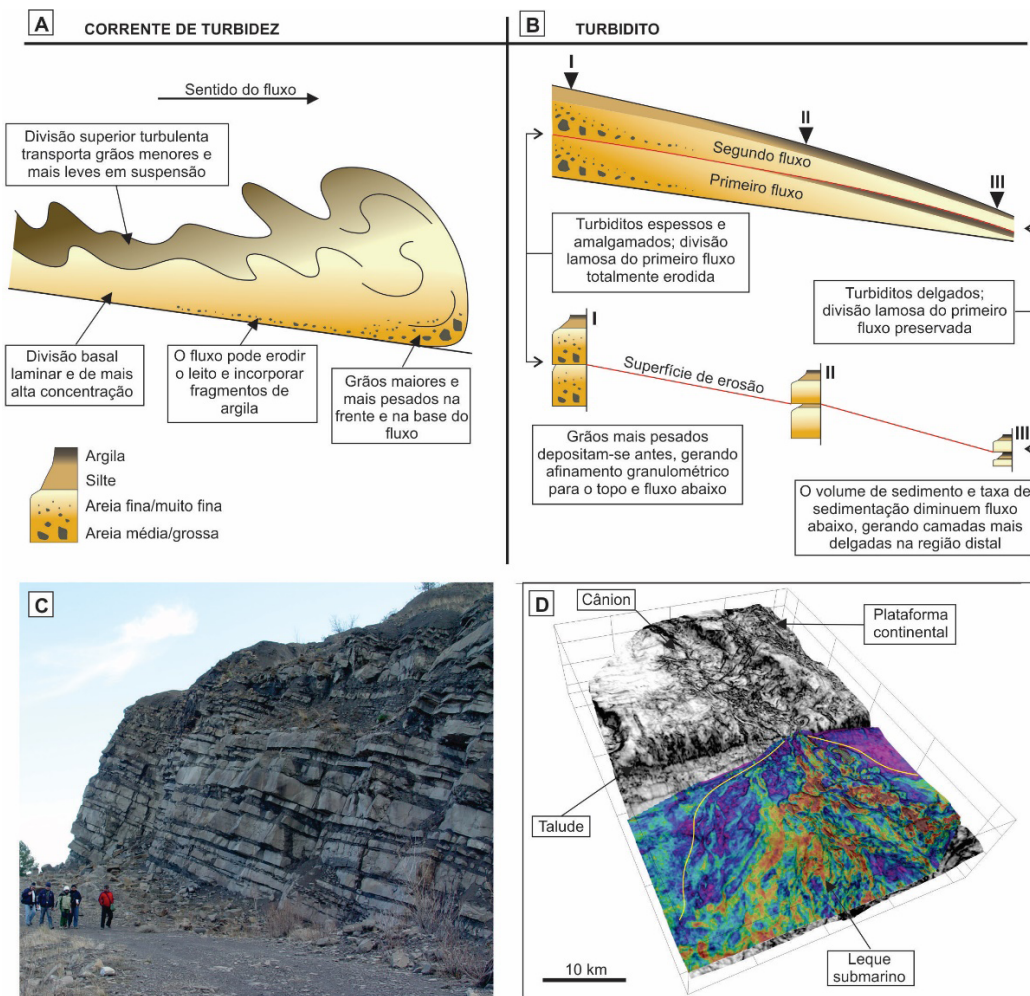 A
CORRENTE DE TURBIDEZ
Sentido do fluxo
Divisão superior turbulenta
transporta grãos menores e
mais leves em suspensão
Divisão basal
laminar e de mais
alta concentração
O fluxo pode erodir
o leito e incorporar
fragmentos de
argila
Grãos maiores e
mais pesados na
frente e na base do
fluxo
Argila
Silte
Areia fina/muito fina
Areia média/grossa
B
TURBIDITO
I
II
III
Segundo fluxo
Primeiro fluxo
Turbiditos espessos e
amalgamados; divisão
lamosa do primeiro fluxo
totalmente erodida
Turbiditos delgados;
divisão lamosa do primeiro
fluxo preservada
I
Superfície de erosão
II
III
Grãos mais pesados
depositam-se antes, gerando
afinamento granulométrico
para o topo e fluxo abaixo
O volume de sedimento e taxa de
sedimentação diminuem fluxo
abaixo, gerando camadas mais
delgadas na região distal
C
D
Cânion
Plataforma
continental
Talude
Leque
submarino
10 km